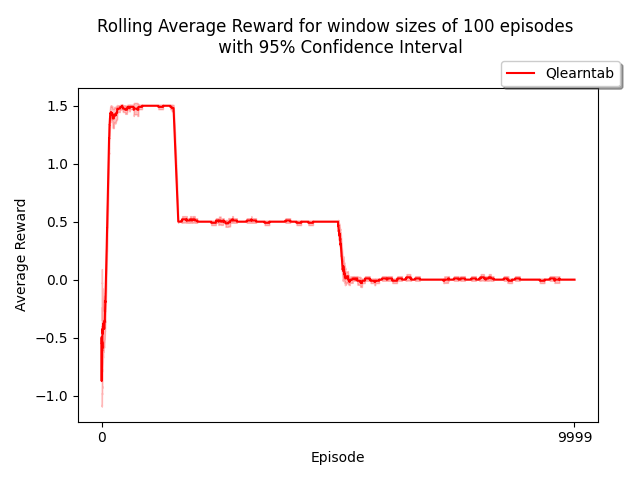 Rolling Average Reward for window sizes of 100 episodes
with 95% Confidence Interval
Qlearntab
1.5
1.0
0.5
0.0
−0.5
−1.0
Average Reward
0
9999
Episode